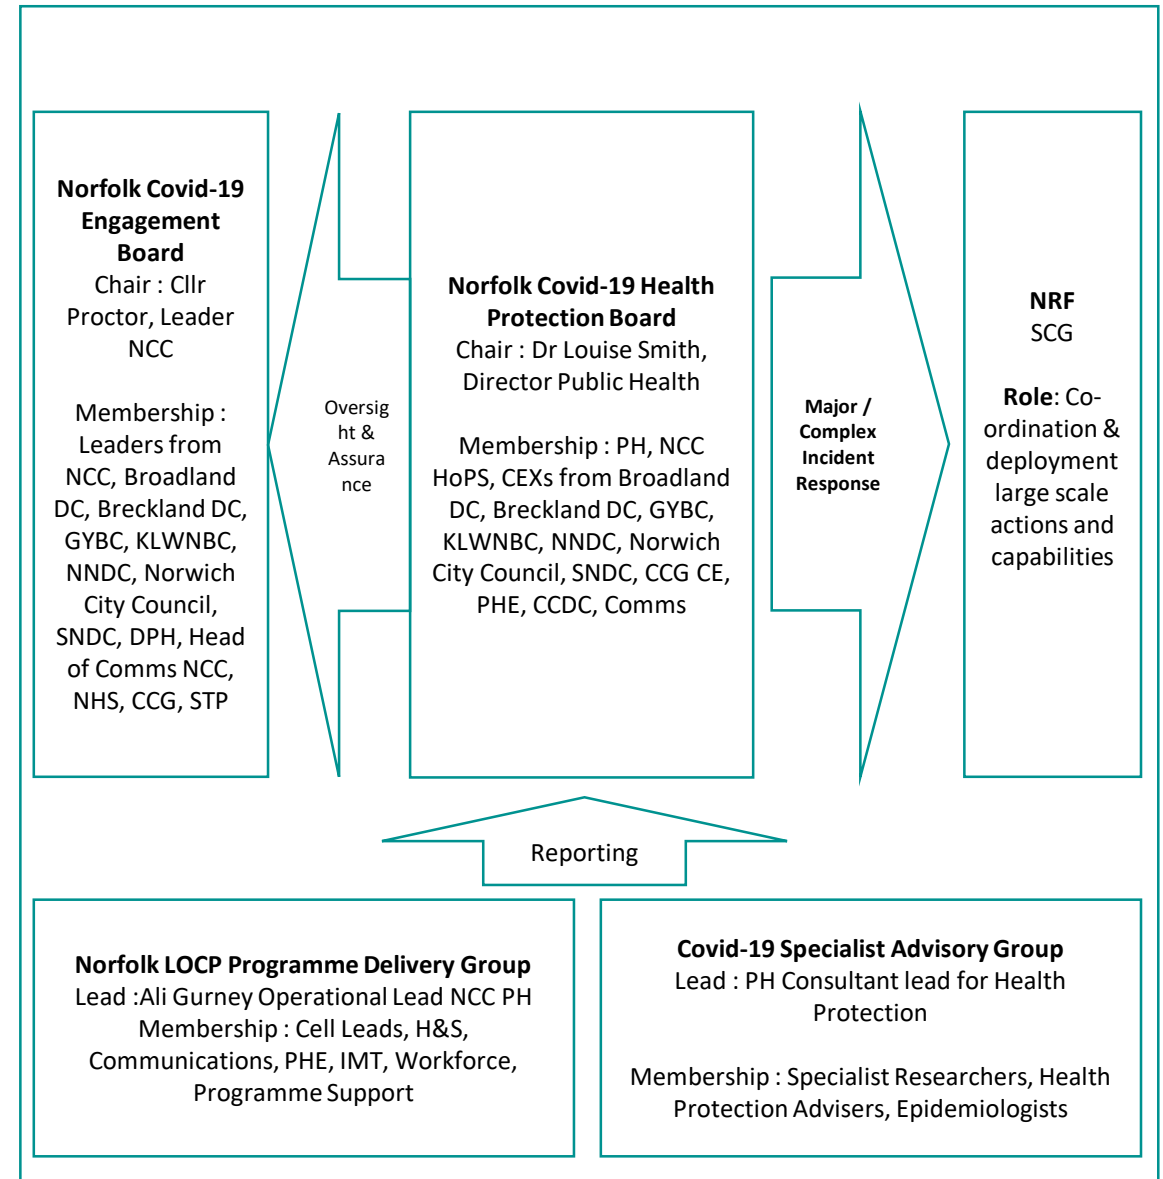 Norfolk Covid-19
Engagement
Board
Chair : Cllr
Proctor, Leader
NCC
Membership :
Leaders from
NCC, Broadland
DC, Breckland DC,
GYBC, KLWNBC,
NNDC, Norwich
City Council,
SNDC, DPH, Head
of Comms NCC,
NHS, CCG, STP
Oversig
ht &
Assura
nce
Norfolk Covid-19 Health
Protection Board
Chair : Dr Louise Smith,
Director Public Health
Membership : PH, NCC
HoPS, CEXs from Broadland
DC, Breckland DC, GYBC,
KLWNBC, NNDC, Norwich
City Council, SNDC, CCG CE,
PHE, CCDC, Comms
Major /
Complex
Incident
Response
NRF
SCG
Role: Co-
ordination &
deployment
large scale
actions and
capabilities
Reporting
Norfolk LOCP Programme Delivery Group
Lead :Ali Gurney Operational Lead NCC PH
Membership : Cell Leads, H&S,
Communications, PHE, IMT, Workforce,
Programme Support
Covid-19 Specialist Advisory Group
Lead : PH Consultant lead for Health
Protection
Membership : Specialist Researchers, Health
Protection Advisers, Epidemiologists